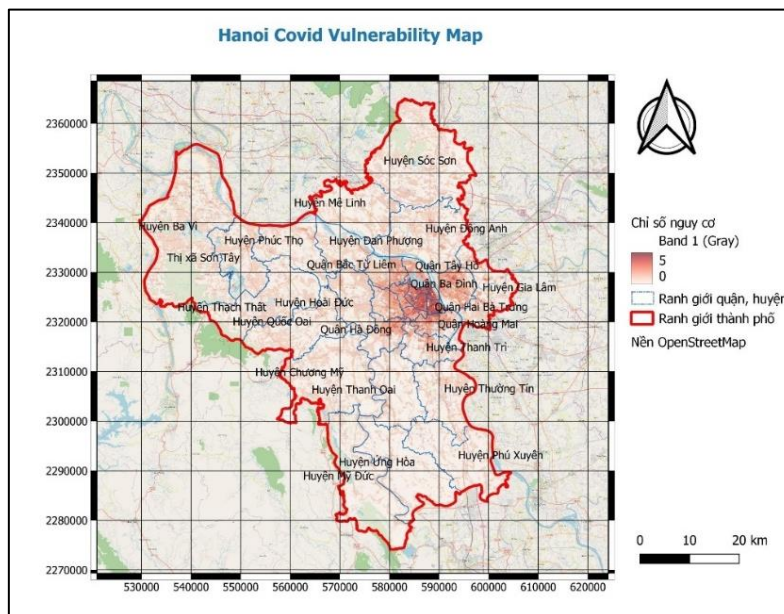 Hanoi Covid Vulnerability Map
2360000
2350000
2340000
2330000
2320000
2310000
2300000
2290000
2280000
2270000
Huyện Sóc Sơn
Huyện Mê Linh
Huyện Ba Vì
Huyện Phúc Thọ
Huyện Đan Phượng
Huyện Đông Anh
Thị xã Sơn Tây
Quận Bắc Từ Liêm
Quận Tây Hồ
Quận Ba Đình
Huyện Gia Lâm
Huyện Thạch Thất
Huyện Hoài Đức
Quận Hai Bà Trưng
Huyện Quốc Oai
Quận Hà Đông
Quận Hoàng Mai
Huyện Thanh Trì
Huyện Chương Mỹ
Huyện Thanh Oai
Huyện Thường Tín
Huyện Phú Xuyên
Huyện Ứng Hòa
Huyện Mỹ Đức
530000 540000 550000 560000 570000 580000 590000 600000 610000 620000
Chỉ số nguy cơ
Band 1 (Gray)
5
0
Ranh giới quận, huyện
Ranh giới thành phố
Nền OpenStreetMap
0 10 20 km